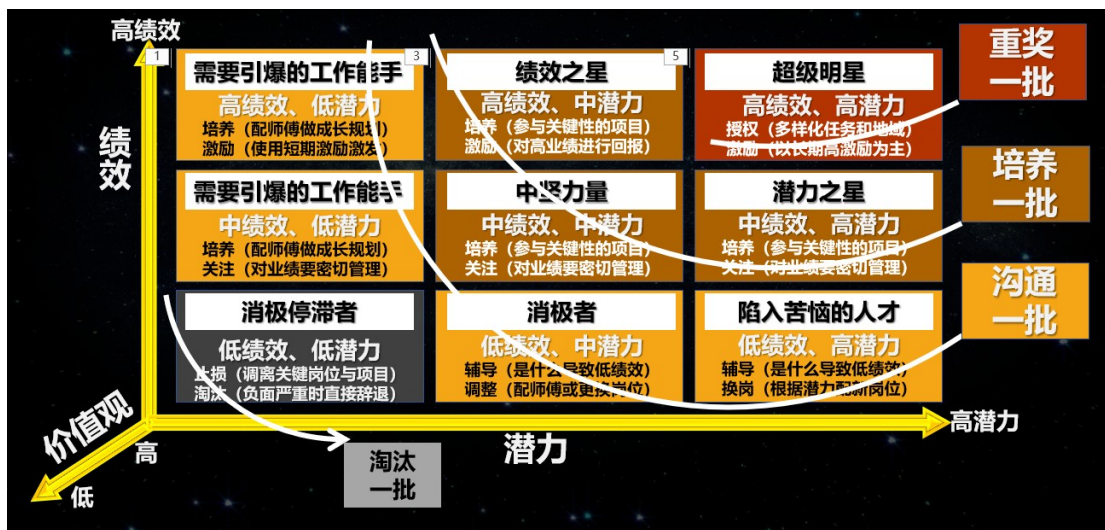 高绩效
1
3
5
需要引爆的工作能手
高绩效、低潜力
培养（配师傅做成长规划）
激励（使用短期激励激发）
绩效之星
高绩效、中潜力
培养（参与关键性的项目）
激励（对高业绩进行回报）
超级明星
高绩效、高潜力
授权（多样化任务和地域）
激励（以长期高激励为主）
重奖
一批
绩效
需要引爆的工作能手
中绩效、低潜力
培养（配师傅做成长规划）
关注（对业绩要密切管理）
中坚力量
中绩效、中潜力
培养（参与关键性的项目）
关注（对业绩要密切管理）
潜力之星
中绩效、高潜力
培养（参与关键性的项目）
关注（对业绩要密切管理）
培养
一批
消极停滞者
低绩效、低潜力
止损（调离关键岗位与项目）
淘汰（负面严重时直接辞退）
消极者
低绩效、中潜力
辅导（是什么导致低绩效）
调整（配师傅或更换岗位）
陷入苦恼的人才
低绩效、高潜力
辅导（是什么导致低绩效）
换岗（根据潜力配新岗位）
沟通
一批
价值观
高
低
潜力
高潜力
淘汰
一批